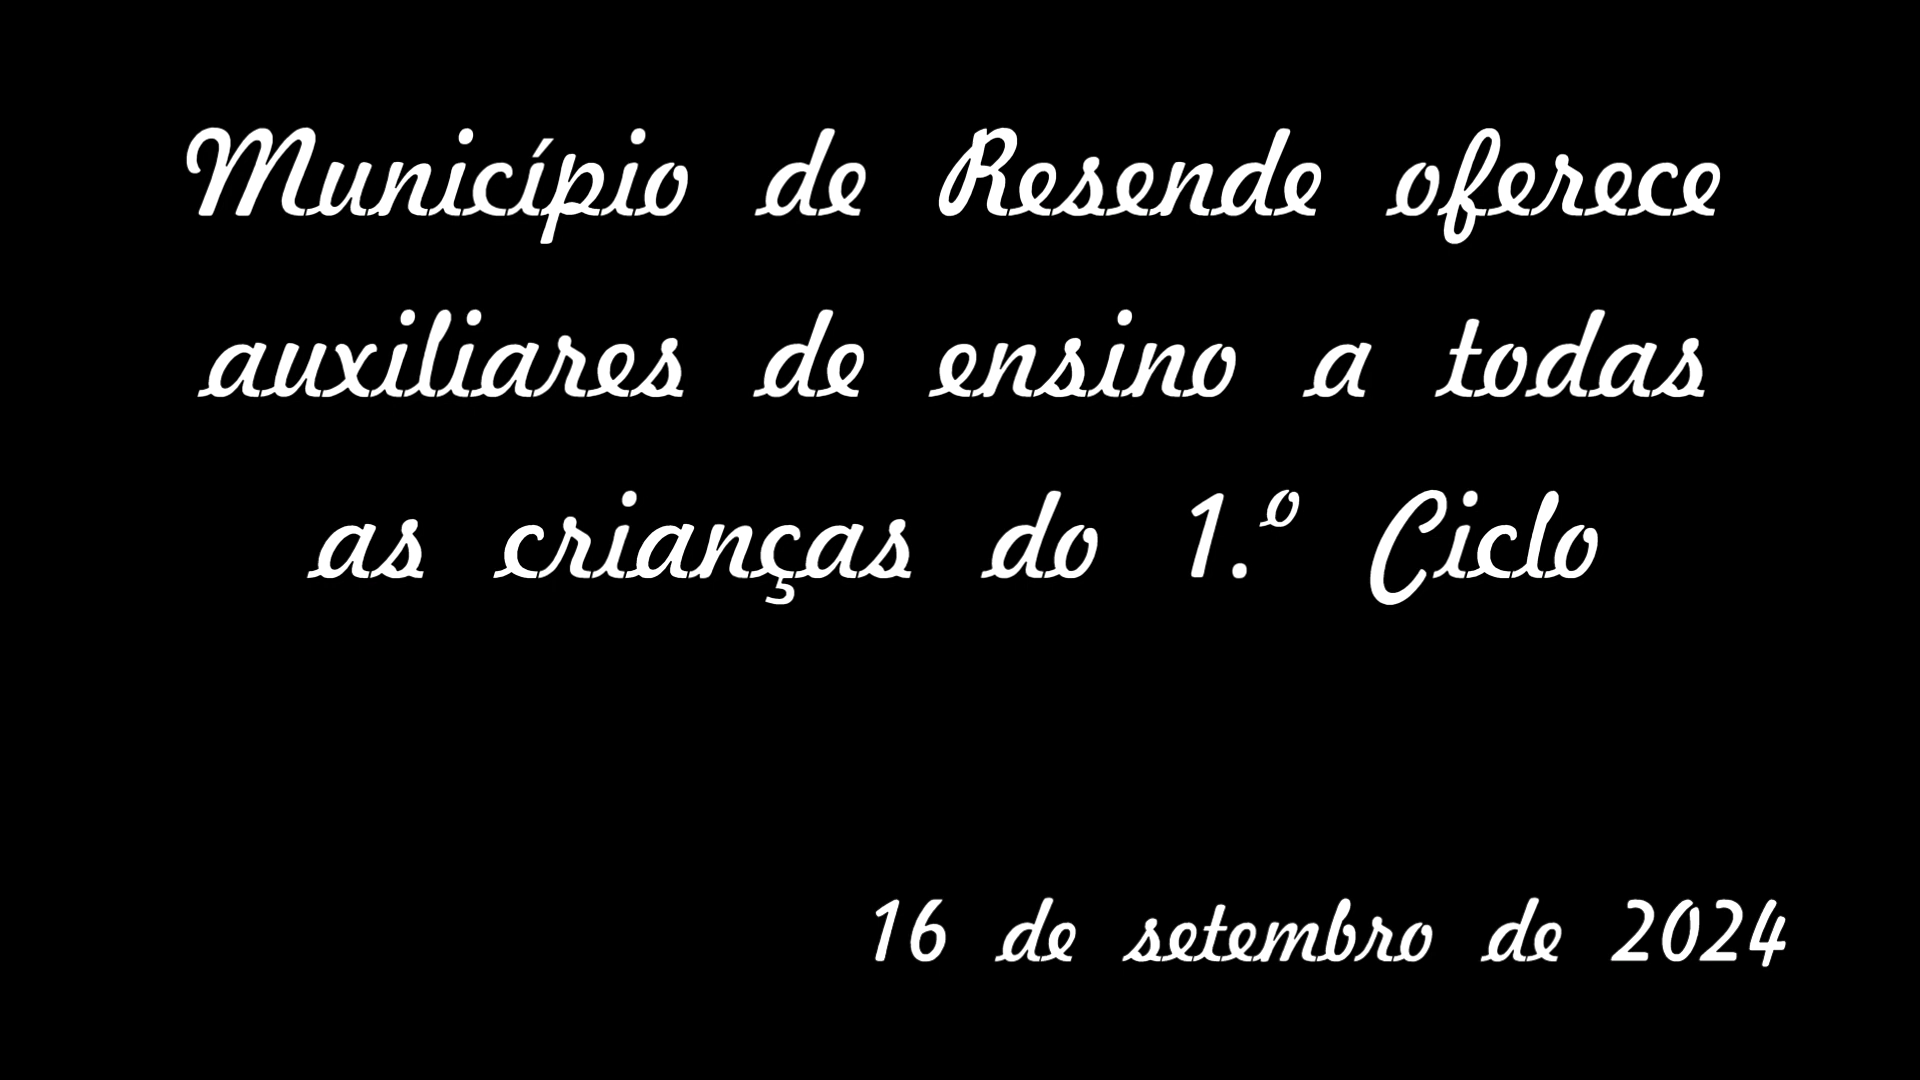 Município de Resende oferece
auxiliares de ensino a todas
as crianças do 1.º Ciclo
16 de setembro de 2024